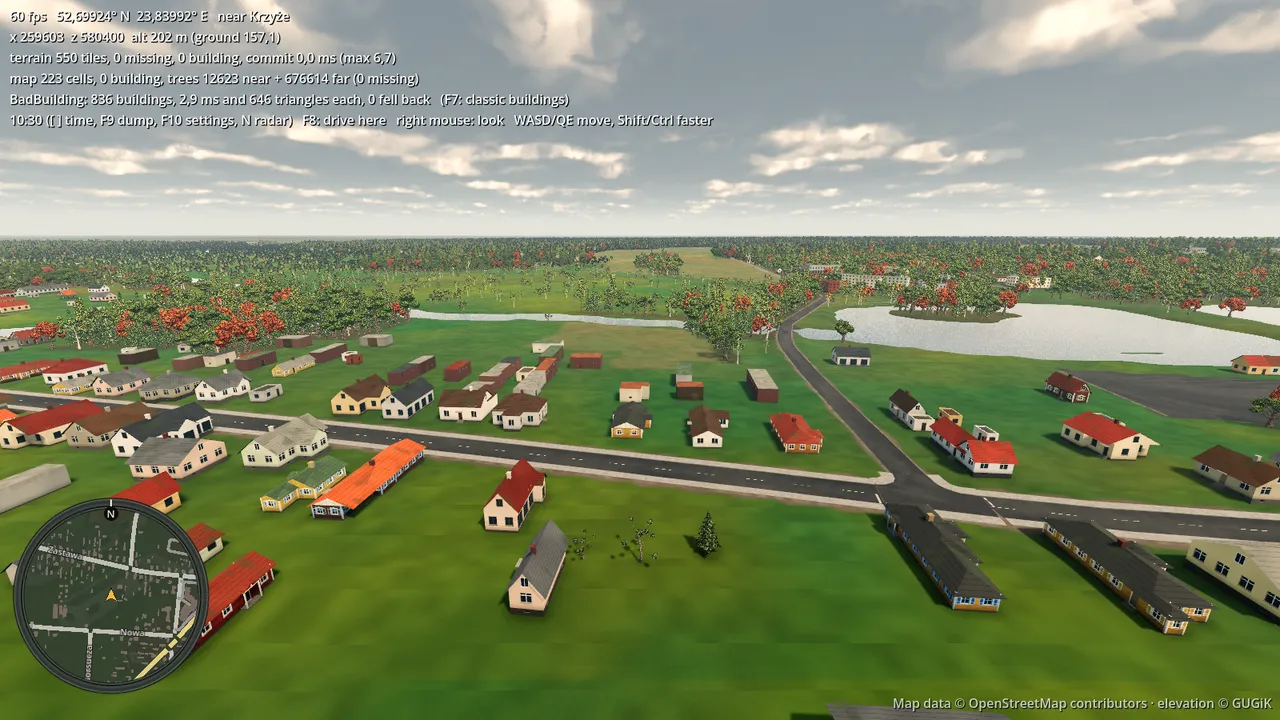 60 fps 52,69924° N 23,83992° E near Krzyże
x 259603 z 580400 alt 202 m (ground 157,1)
terrain 550 tiles, 0 missing, 0 building, commit 0,0 ms (max 6,7)
map 223 cells, 0 building, trees 12623 near + 676614 far (0 missing)
BadBuilding: 836 buildings, 2,9 ms and 646 triangles each, 0 fell back (F7: classic buildings)
10:30 ([ ] time, F9 dump, F10 settings, N radar) F8: drive here right mouse: look WASD/QE move, Shift/Ctrl faster
N
Zastawa
Nowa
Map data © OpenStreetMap contributors · elevation © GUGiK